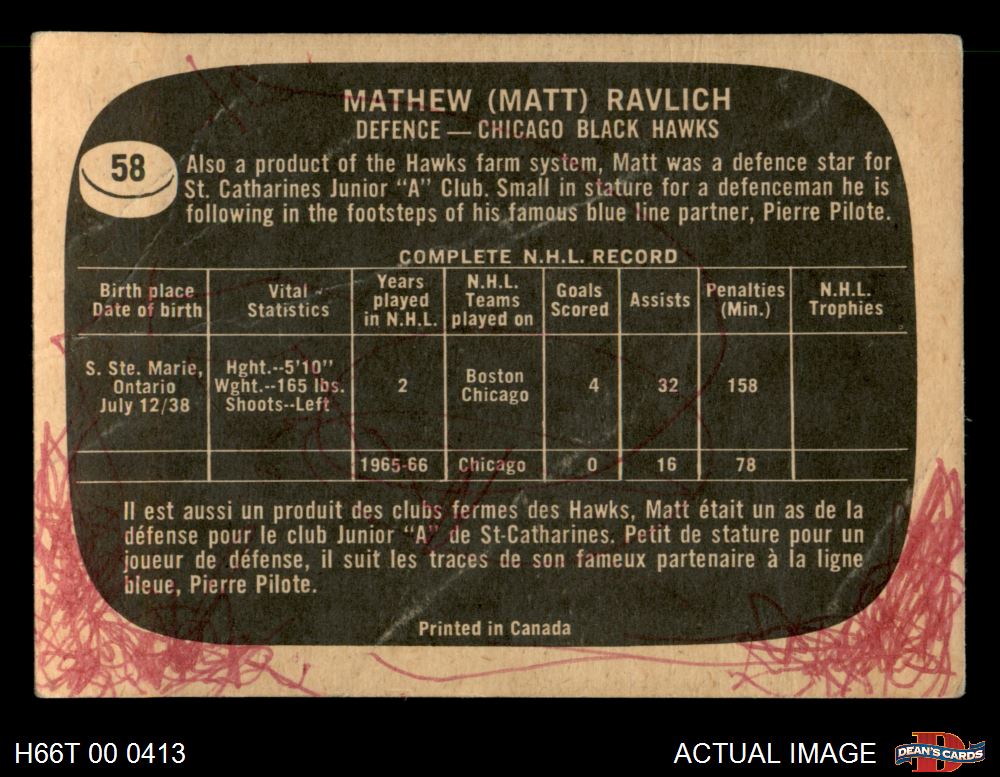 MATHEW (MATT) RAVLICH
DEFENCE — CHICAGO BLACK HAWKS
58
Also a product of the Hawks farm system, Matt was a defence star for
St. Catharines Junior "A" Club. Small in stature for a defenceman he is
following in the footsteps of his famous blue line partner, Pierre Pilote.
COMPLETE N.H.L. RECORD
Birth place
Date of birth
Vital
Statistics
Years
played
in N.H.L.
N.H.L.
Teams
played on
Goals
Scored
Assists
Penalties
(Min.)
N.H.L.
Trophies
S. Ste. Marie,
Ontario
July 12/38
Hght.--5'10"
Wght.--165 lbs.
Shoots--Left
2
Boston
Chicago
4
32
158
1965-66
Chicago
0
16
78
Il est aussi un produit des clubs fermes des Hawks, Matt était un as de la
défense pour le club Junior "A" de St-Catharines. Petit de stature pour un
joueur de défense, il suit les traces de son fameux partenaire à la ligne
bleue, Pierre Pilote.
Printed in Canada
H66T 00 0413
ACTUAL IMAGE
DEAN'S CARDS